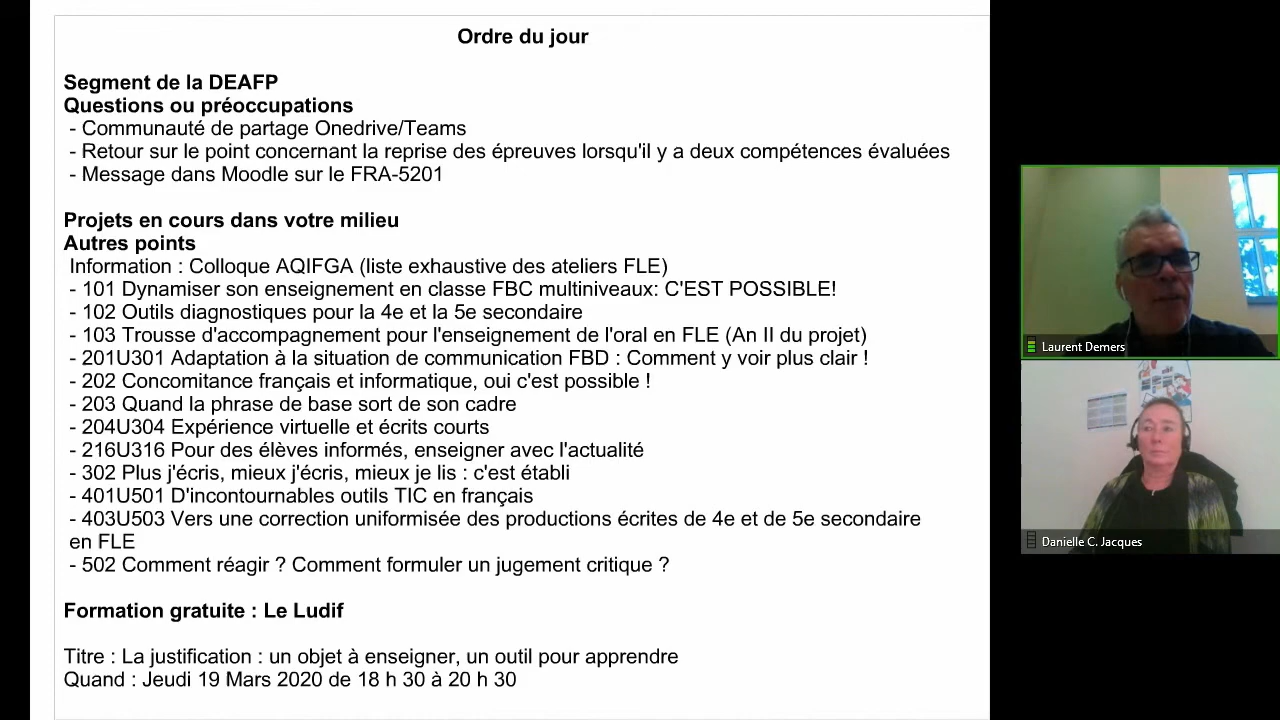 Ordre du jour
Segment de la DEAFP
Questions ou préoccupations
- Communauté de partage Onedrive/Teams
- Retour sur le point concernant la reprise des épreuves lorsqu'il y a deux compétences évaluées
- Message dans Moodle sur le FRA-5201
Projets en cours dans votre milieu
Autres points
Information : Colloque AQIFGA (liste exhaustive des ateliers FLE)
- 101 Dynamiser son enseignement en classe FBC multiniveaux: C'EST POSSIBLE!
- 102 Outils diagnostiques pour la 4e et la 5e secondaire
- 103 Trousse d'accompagnement pour l'enseignement de l'oral en FLE (An II du projet)
- 201U301 Adaptation à la situation de communication FBD : Comment y voir plus clair !
- 202 Concomitance français et informatique, oui c'est possible !
- 203 Quand la phrase de base sort de son cadre
- 204U304 Expérience virtuelle et écrits courts
- 216U316 Pour des élèves informés, enseigner avec l'actualité
- 302 Plus j'écris, mieux j'écris, mieux je lis : c'est établi
- 401U501 D'incontournables outils TIC en français
- 403U503 Vers une correction uniformisée des productions écrites de 4e et de 5e secondaire
en FLE
- 502 Comment réagir ? Comment formuler un jugement critique ?
Formation gratuite : Le Ludif
Titre : La justification : un objet à enseigner, un outil pour apprendre
Quand : Jeudi 19 Mars 2020 de 18 h 30 à 20 h 30
Laurent Demers
Danielle C. Jacques